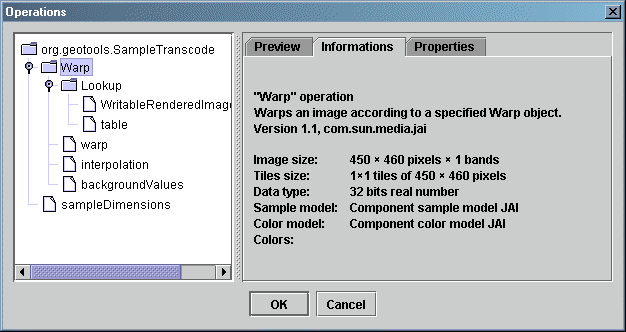 Operations
org.geotools.SampleTranscode
Warp
Lookup
WritableRenderedImag
table
warp
interpolation
backgroundValues
sampleDimensions
Preview
Informations
Properties
"Warp" operation
Warps an image according to a specified Warp object.
Version 1.1, com.sun.media.jai
Image size: 450 × 460 pixels × 1 bands
Tiles size: 1×1 tiles of 450 × 460 pixels
Data type: 32 bits real number
Sample model: Component sample model JAI
Color model: Component color model JAI
Colors:
OK
Cancel